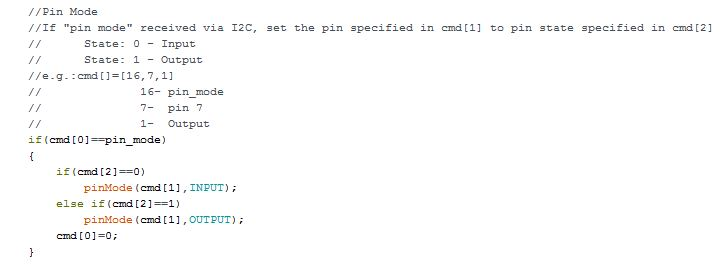 //Pin Mode
//If "pin mode" received via I2C, set the pin specified in cmd[1] to pin state specified in cmd[2]
//      State: 0 - Input
//      State: 1 - Output
//e.g.:cmd[]=[16,7,1]
//              16- pin_mode
//              7-  pin 7
//              1-  Output
if(cmd[0]==pin_mode)
{
    if(cmd[2]==0)
        pinMode(cmd[1],INPUT);
    else if(cmd[2]==1)
        pinMode(cmd[1],OUTPUT);
    cmd[0]=0;
}